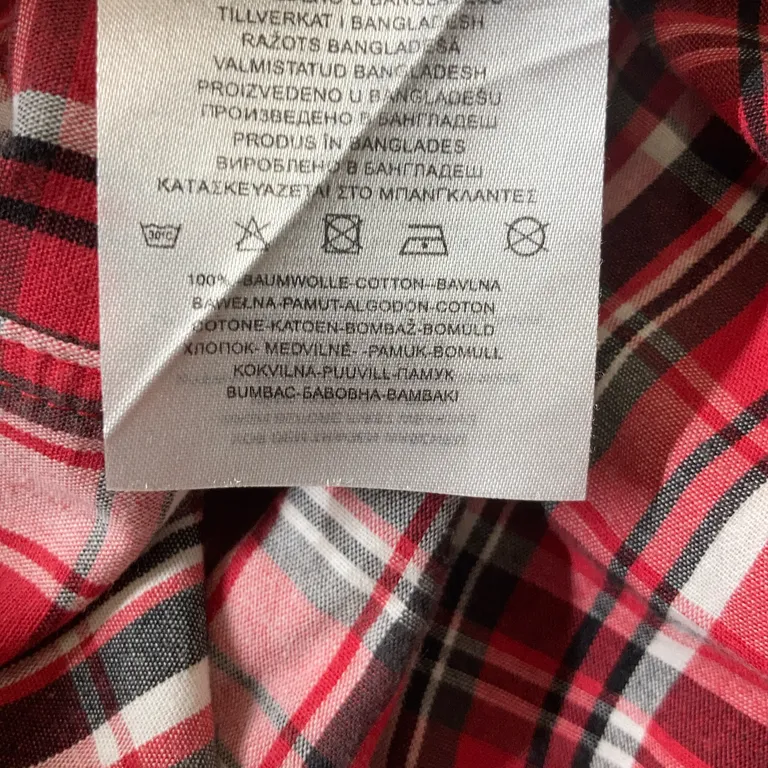 TILLVERKAT I BANGLADESH
RAŽOTS BANGLADEŠĀ
VALMISTATUD BANGLADESH
PROIZVEDENO U BANGLADEŠU
ПРОИЗВЕДЕНО В БАНГЛАДЕШ
PRODUS ÎN BANGLADES
ВИРОБЛЕНО В БАНГЛАДЕШ
ΚΑΤΑΣΚΕΥΑΖΕΤΑΙ ΣΤΟ ΜΠΑΝΓΚΛΑΝΤΕΣ
30°C
100% -BAUMWOLLE-COTTON--BAVLNA
BAWEŁNA-PAMUT-ALGODÓN-COTON
COTONE-KATOEN-BOMBAŽ-BOMULD
ХЛОПОК- MEDVILNĖ- -PAMUK-BOMULL
KOKVILNA-PUUVILL-ПАМУК
BUMBAC-БАВОВНА-ΒΑΜΒΑΚΙ